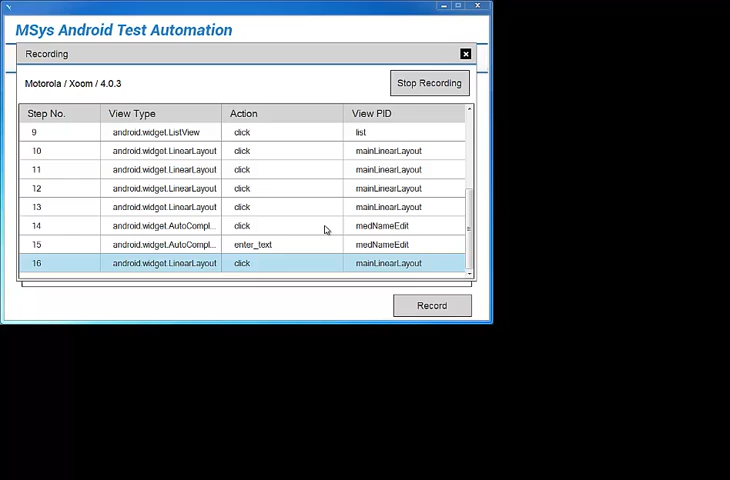 MSys Android Test Automation
Recording
Motorola / Xoom / 4.0.3
Stop Recording
Step No. View Type Action View PID
9 android.widget.ListView click list
10 android.widget.LinearLayout click mainLinearLayout
11 android.widget.LinearLayout click mainLinearLayout
12 android.widget.LinearLayout click mainLinearLayout
13 android.widget.LinearLayout click mainLinearLayout
14 android.widget.AutoCompl... click medNameEdit
15 android.widget.AutoCompl... enter_text medNameEdit
16 android.widget.LinearLayout click mainLinearLayout
Record